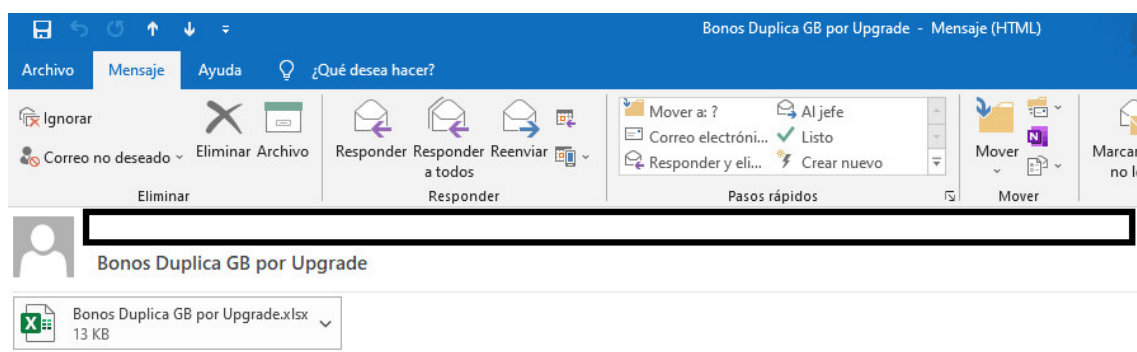 Bonos Duplica GB por Upgrade - Mensaje (HTML)
Archivo Mensaje Ayuda ¿Qué desea hacer?
Ignorar
Correo no deseado
Eliminar Archivo
Responder Responder a todos Reenviar
Mover a: ? Al jefe
Correo electróni... Listo
Responder y eli... Crear nuevo
Mover
Eliminar Responder Pasos rápidos Mover
Bonos Duplica GB por Upgrade
Bonos Duplica GB por Upgrade.xlsx
13 KB